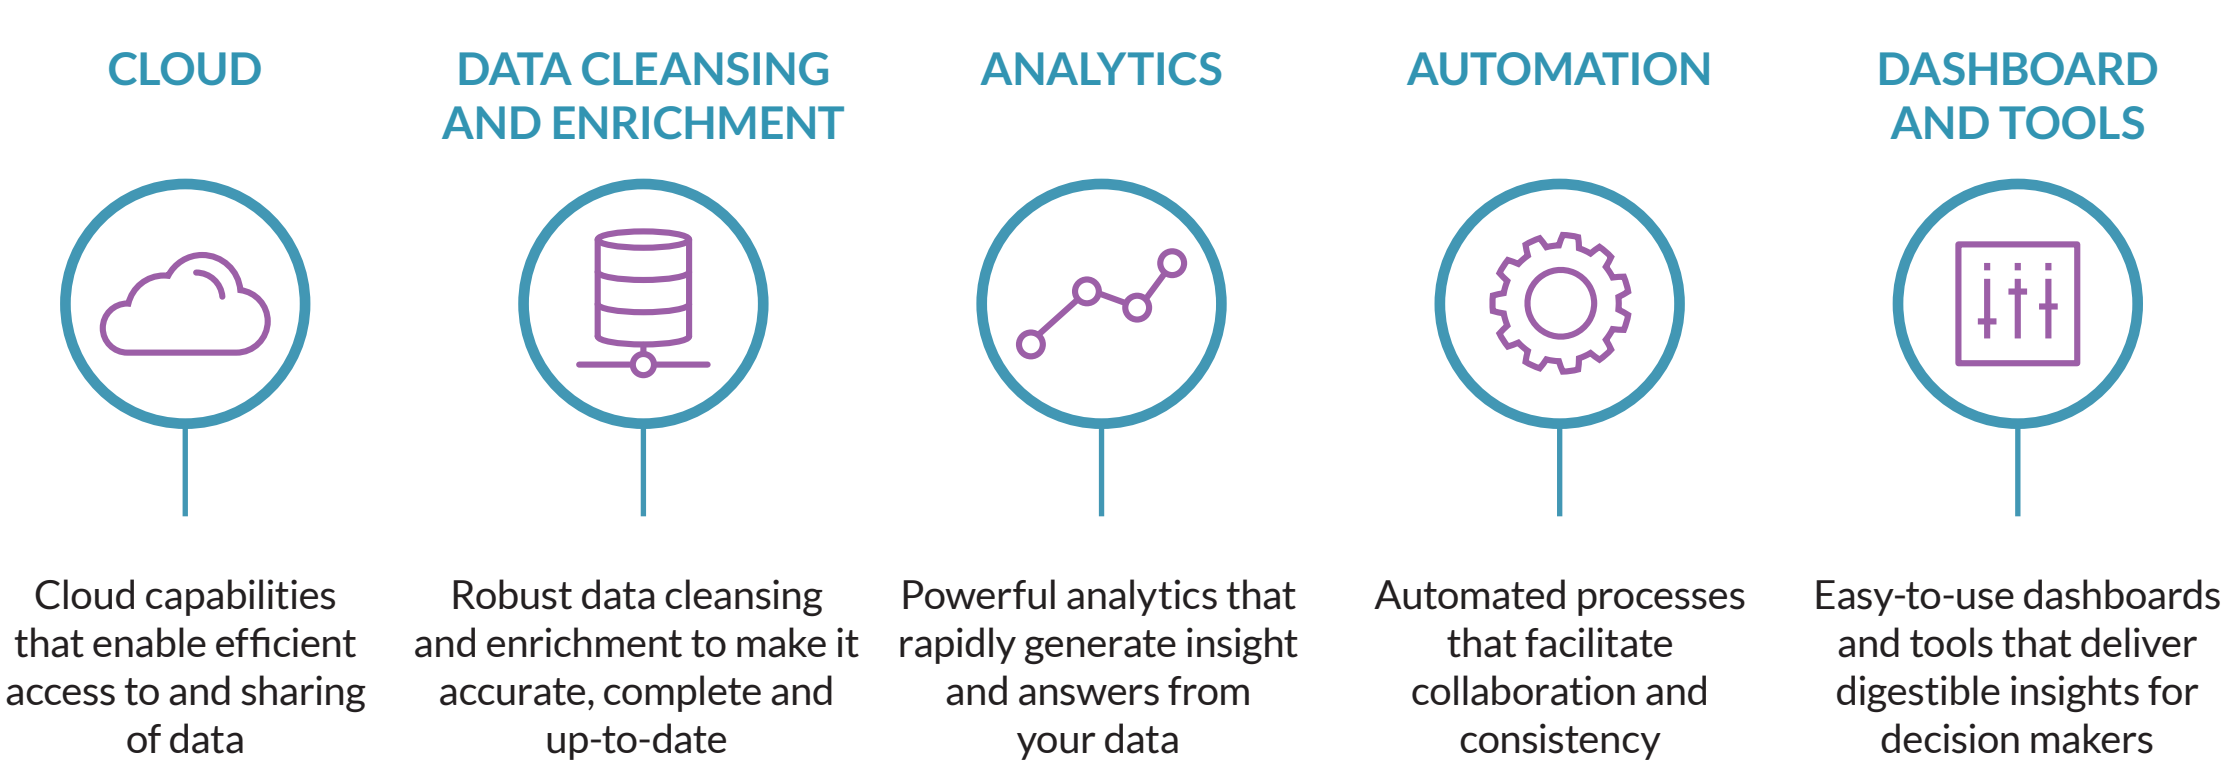 CLOUD
Cloud capabilities
that enable efficient
access to and sharing
of data
DATA CLEANSING
AND ENRICHMENT
Robust data cleansing
and enrichment to make it
accurate, complete and
up-to-date
ANALYTICS
Powerful analytics that
rapidly generate insight
and answers from
your data
AUTOMATION
Automated processes
that facilitate
collaboration and
consistency
DASHBOARD
AND TOOLS
Easy-to-use dashboards
and tools that deliver
digestible insights for
decision makers